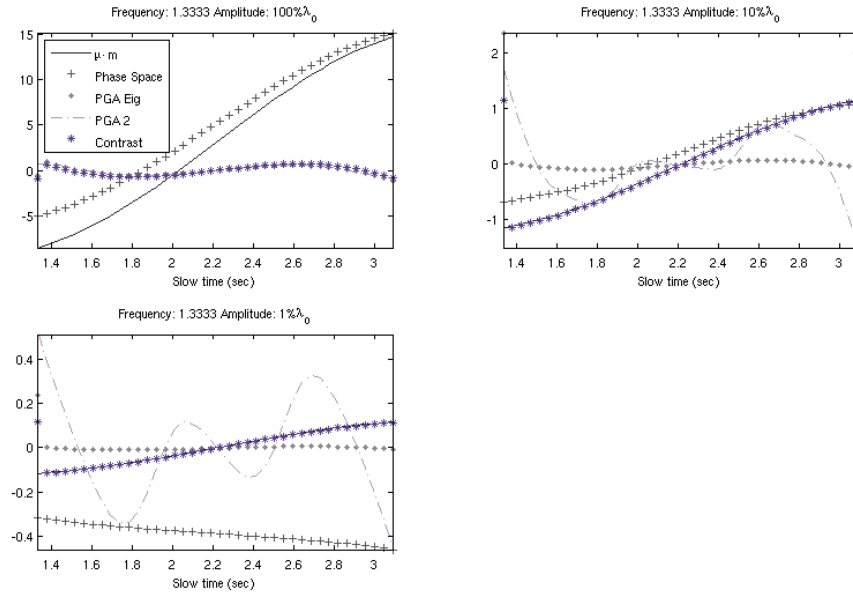 Frequency: 1.3333 Amplitude: 100%λ0
15
10
5
0
-5
μ· m
Phase Space
PGA Eig
PGA 2
Contrast
1.4 1.6 1.8 2 2.2 2.4 2.6 2.8 3
Slow time (sec)
Frequency: 1.3333 Amplitude: 10%λ0
2
1
0
-1
1.4 1.6 1.8 2 2.2 2.4 2.6 2.8 3
Slow time (sec)
Frequency: 1.3333 Amplitude: 1%λ0
0.4
0.2
0
-0.2
-0.4
1.4 1.6 1.8 2 2.2 2.4 2.6 2.8 3
Slow time (sec)